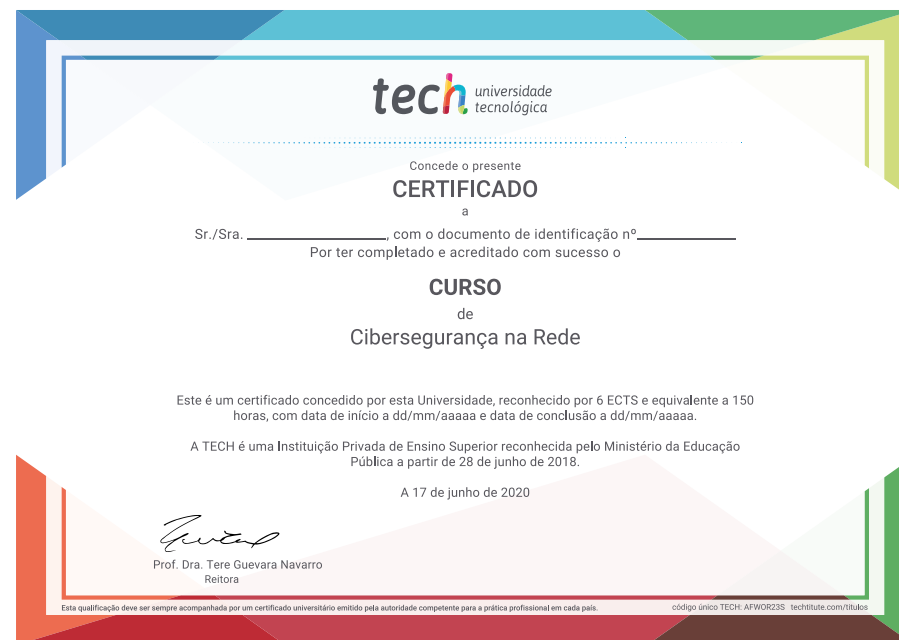 tech universidade
tecnológica
Concede o presente
CERTIFICADO
a
Sr./Sra. ____________________, com o documento de identificação nº______________
Por ter completado e acreditado com sucesso o
CURSO
de
Cibersegurança na Rede
Este é um certificado concedido por esta Universidade, reconhecido por 6 ECTS e equivalente a 150
horas, com data de início a dd/mm/aaaaa e data de conclusão a dd/mm/aaaaa.
A TECH é uma Instituição Privada de Ensino Superior reconhecida pelo Ministério da Educação
Pública a partir de 28 de junho de 2018.
A 17 de junho de 2020
Prof. Dra. Tere Guevara Navarro
Reitora
Esta qualificação deve ser sempre acompanhada por um certificado universitário emitido pela autoridade competente para a prática profissional em cada país.
código único TECH: AFWOR23S techtitute.com/titulos